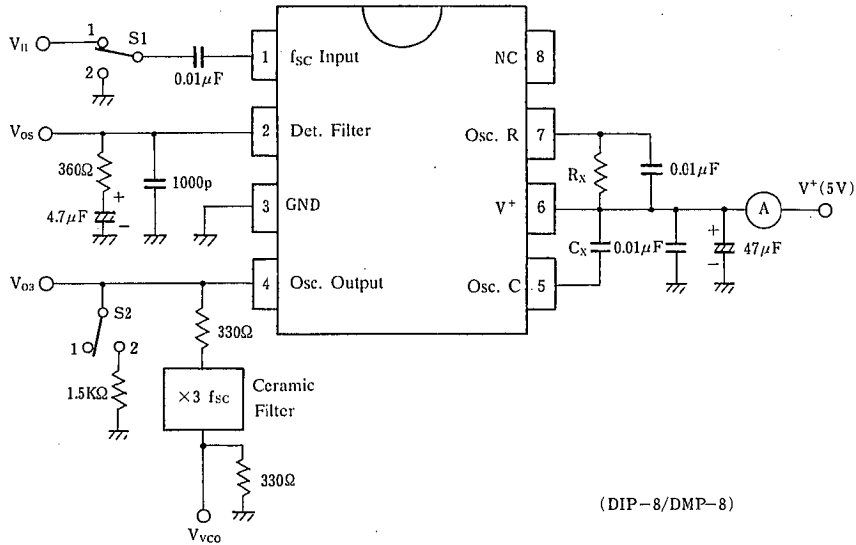 V_I1
1
S1
2
0.01μF
1
f_SC Input
NC
8
V_OS
2
Det. Filter
Osc. R
7
360Ω
1000p
4.7μF
+
-
R_X
0.01μF
V⁺(5V)
3
GND
V⁺
6
A
C_X
0.01μF
+
-
47μF
V_O3
4
Osc. Output
Osc. C
5
S2
1
2
330Ω
1.5KΩ
×3 f_SC
Ceramic
Filter
330Ω
V_VCO
(DIP-8/DMP-8)